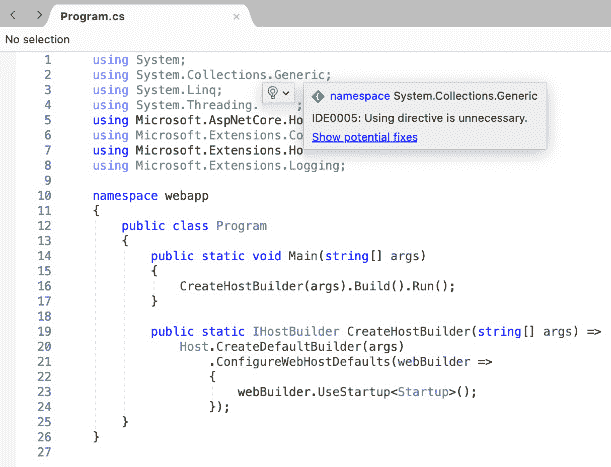 Program.cs
No selection
1 using System;
2 using System.Collections.Generic;
3 using System.Linq;
4 using System.Threading. ;
5 using Microsoft.AspNetCore.Ho
6 using Microsoft.Extensions.Co
7 using Microsoft.Extensions.Ho
8 using Microsoft.Extensions.Logging;
namespace System.Collections.Generic
IDE0005: Using directive is unnecessary.
Show potential fixes
9
10 namespace webapp
11 {
12 public class Program
13 {
14 public static void Main(string[] args)
15 {
16 CreateHostBuilder(args).Build().Run();
17 }
18
19 public static IHostBuilder CreateHostBuilder(string[] args) =>
20 Host.CreateDefaultBuilder(args)
21 .ConfigureWebHostDefaults(webBuilder =>
22 {
23 webBuilder.UseStartup<Startup>();
24 });
25 }
26 }
27